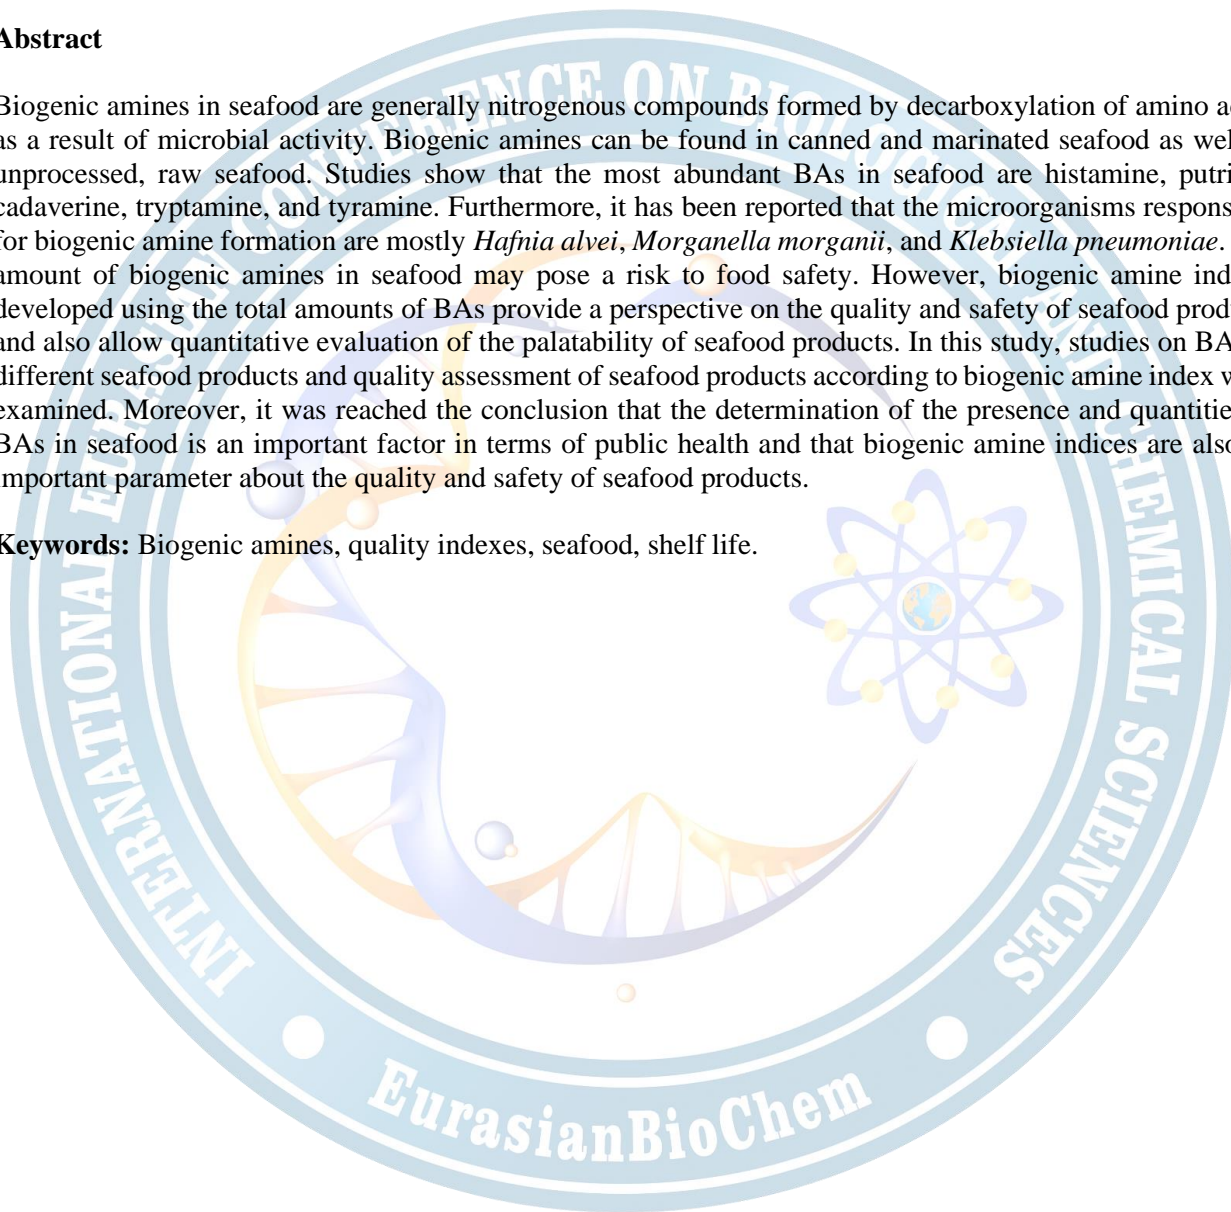 Abstract
Biogenic amines in seafood are generally nitrogenous compounds formed by decarboxylation of amino
as a result of microbial activity. Biogenic amines can be found in canned and marinated seafood as
unprocessed, raw seafood. Studies show that the most abundant BAs in seafood are histamine,
cadaverine, tryptamine, and tyramine. Furthermore, it has been reported that the microorganisms
for biogenic amine formation are mostly Hafnia alvei, Morganella morganii, and Klebsiella pneumoniae.
amount of biogenic amines in seafood may pose a risk to food safety. However, biogenic amine
developed using the total amounts of BAs provide a perspective on the quality and safety of seafood
and also allow quantitative evaluation of the palatability of seafood products. In this study, studies on
different seafood products and quality assessment of seafood products according to biogenic amine index
examined. Moreover, it was reached the conclusion that the determination of the presence and
BAs in seafood is an important factor in terms of public health and that biogenic amine indices are
important parameter about the quality and safety of seafood products.
Keywords: Biogenic amines, quality indexes, seafood, shelf life.
INTERNATIONAL EURASIAN CONFERENCE ON BIOLOGICAL AND CHEMICAL SCIENCES
EurasianBioChem